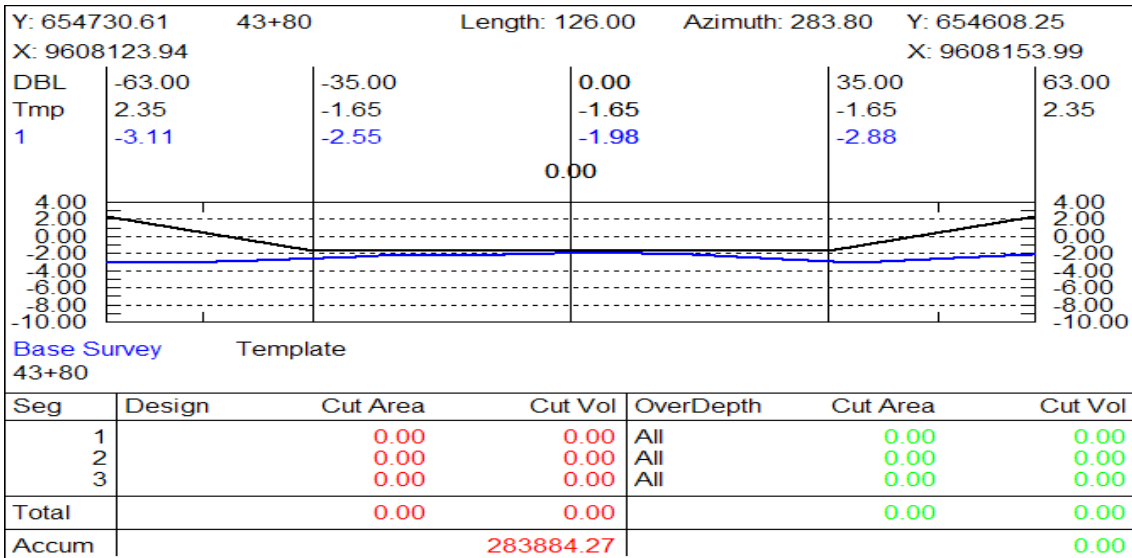 Y: 654730.61 43+80 Length: 126.00 Azimuth: 283.80 Y: 654608.25
X: 9608123.94 X: 9608153.99
DBL -63.00 -35.00 0.00 35.00 63.00
Tmp 2.35 -1.65 -1.65 -1.65 2.35
1 -3.11 -2.55 -1.98 -2.88
0.00
4.00 4.00
2.00 2.00
0.00 0.00
-2.00 -2.00
-4.00 -4.00
-6.00 -6.00
-8.00 -8.00
-10.00 -10.00
Base Survey Template
43+80
Seg Design Cut Area Cut Vol OverDepth Cut Area Cut Vol
1 0.00 0.00 All 0.00 0.00
2 0.00 0.00 All 0.00 0.00
3 0.00 0.00 All 0.00 0.00
Total 0.00 0.00 0.00 0.00
Accum 283884.27 0.00